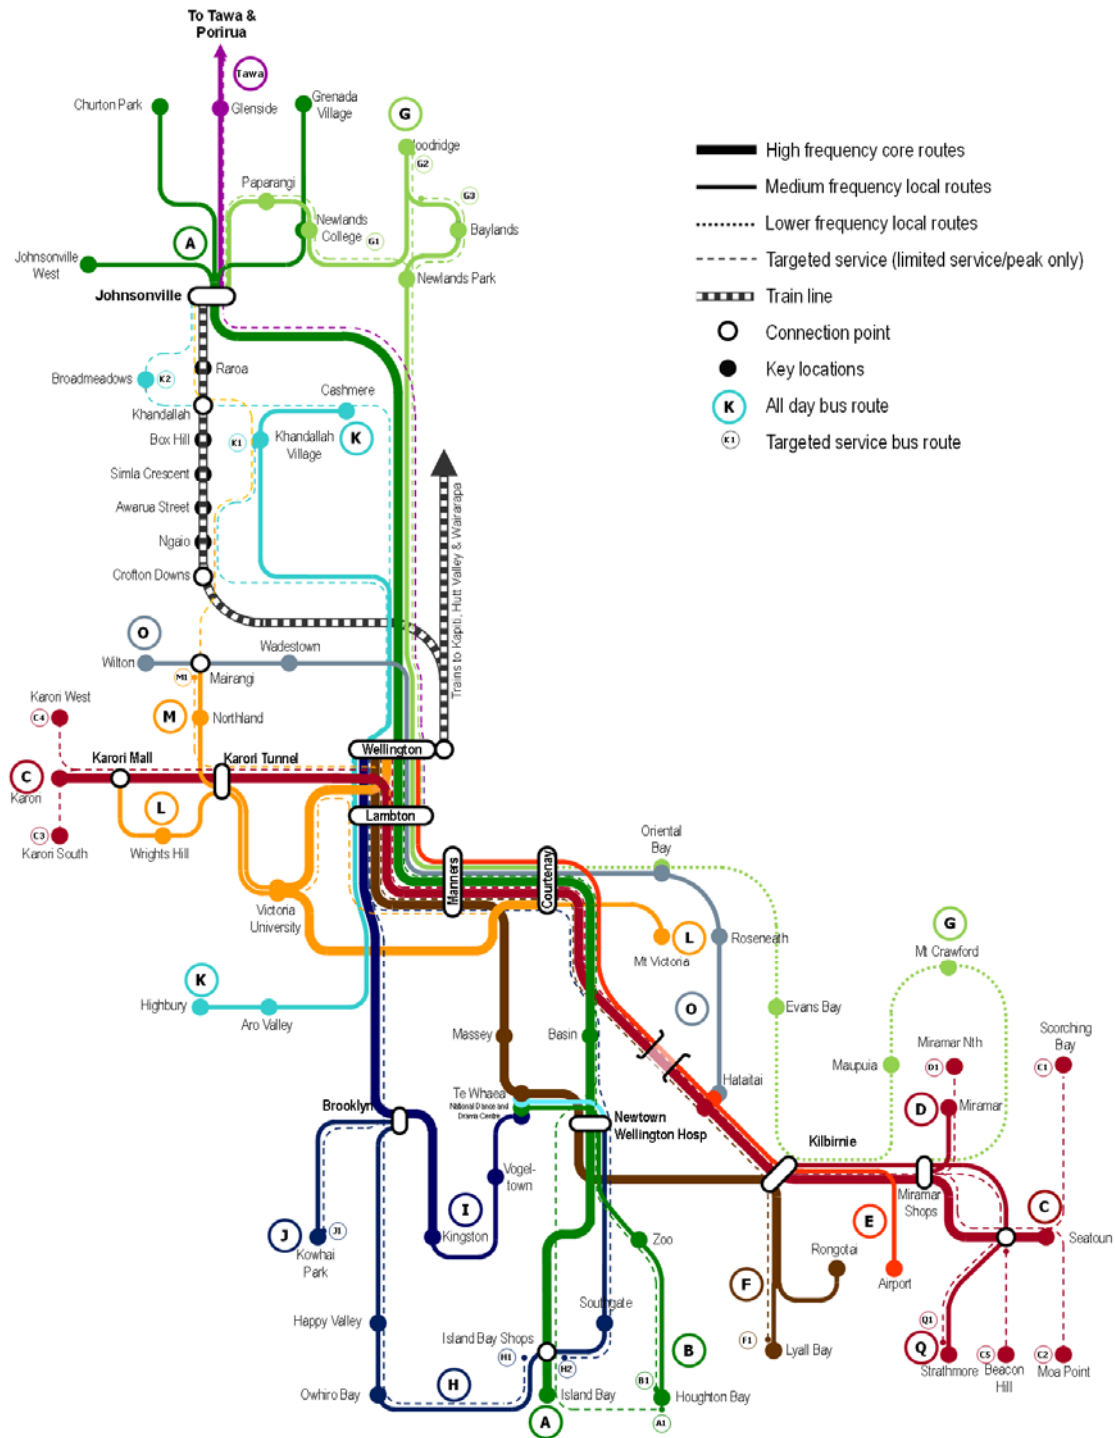 To Tawa &
Porirua
Tawa
Churton Park
Glenside
Grenada
Village
G
oodridge
G2
Paparangi
G3
Newlands
College
G1
Baylands
A
Johnsonville
West
Newlands Park
Johnsonville
High frequency core routes
Medium frequency local routes
Lower frequency local routes
Targeted service (limited service/peak only)
Train line
Connection point
Key locations
K
All day bus route
K1
Targeted service bus route
Raroa
Broadmeadows
K2
Cashmere
Khandallah
K1
Khandallah
Village
K
Box Hill
Simla Crescent
Awarua Street
Ngaio
Crofton Downs
Trains to Kapiti, Hutt Valley & Wairarapa
O
Wilton
Wadestown
M1
Mairangi
Karori West
C4
M
Northland
Karori Mall
Karori Tunnel
Wellington
C
Karori
L
Lambton
C3
Karori South
Wrights Hill
Oriental
Bay
Manners
Courtenay
Victoria
University
L
Mt Victoria
Roseneath
G
Mt Crawford
K
Highbury
Aro Valley
O
Evans Bay
Massey
Basin
Scorching
Bay
Miramar Nth
D1
C1
Maupuia
Hataitai
Te Whaea
National Dance and
Drama Centre
D
Miramar
Brooklyn
Newtown
Wellington Hosp
Kilbirnie
Vogel-
town
Miramar
Shops
I
J
J1
Kowhai
Park
Kingston
Zoo
E
C
Seatoun
Rongotai
Airport
F
Happy Valley
Southgate
Island Bay Shops
H1
H2
F1
Lyall Bay
Q1
Q
Strathmore
C5
Beacon
Hill
C2
Moa Point
B
Owhiro Bay
H
Island Bay
B1
Houghton Bay
A
A1